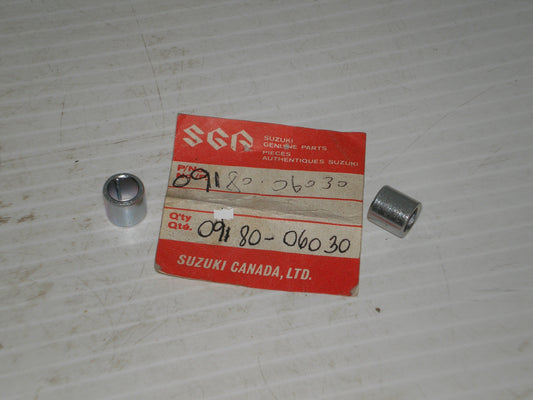 SGP
SUZUKI
GENUINE PARTS
PIECES
AUTHENTIQUES SUZUKI
P/N
09180-06030
Q'ty
Qté.
09180-06030
SUZUKI CANADA, LTD.